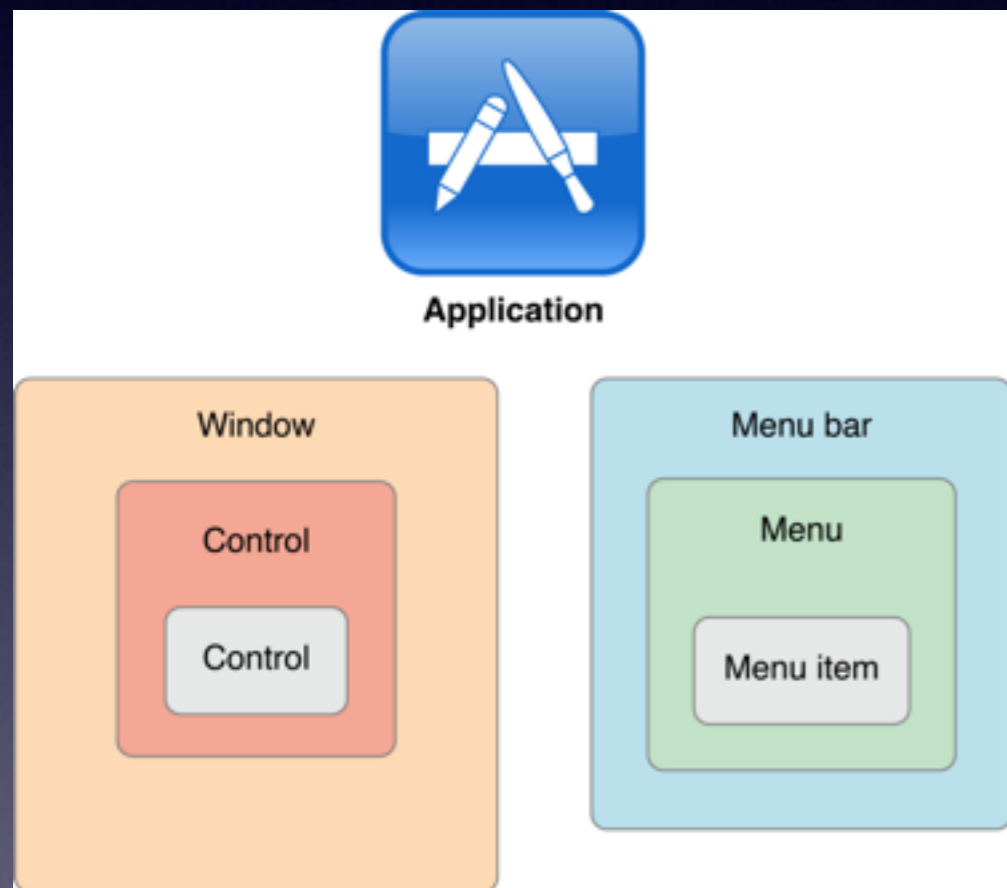 Application
Window
Control
Control
Menu bar
Menu
Menu item